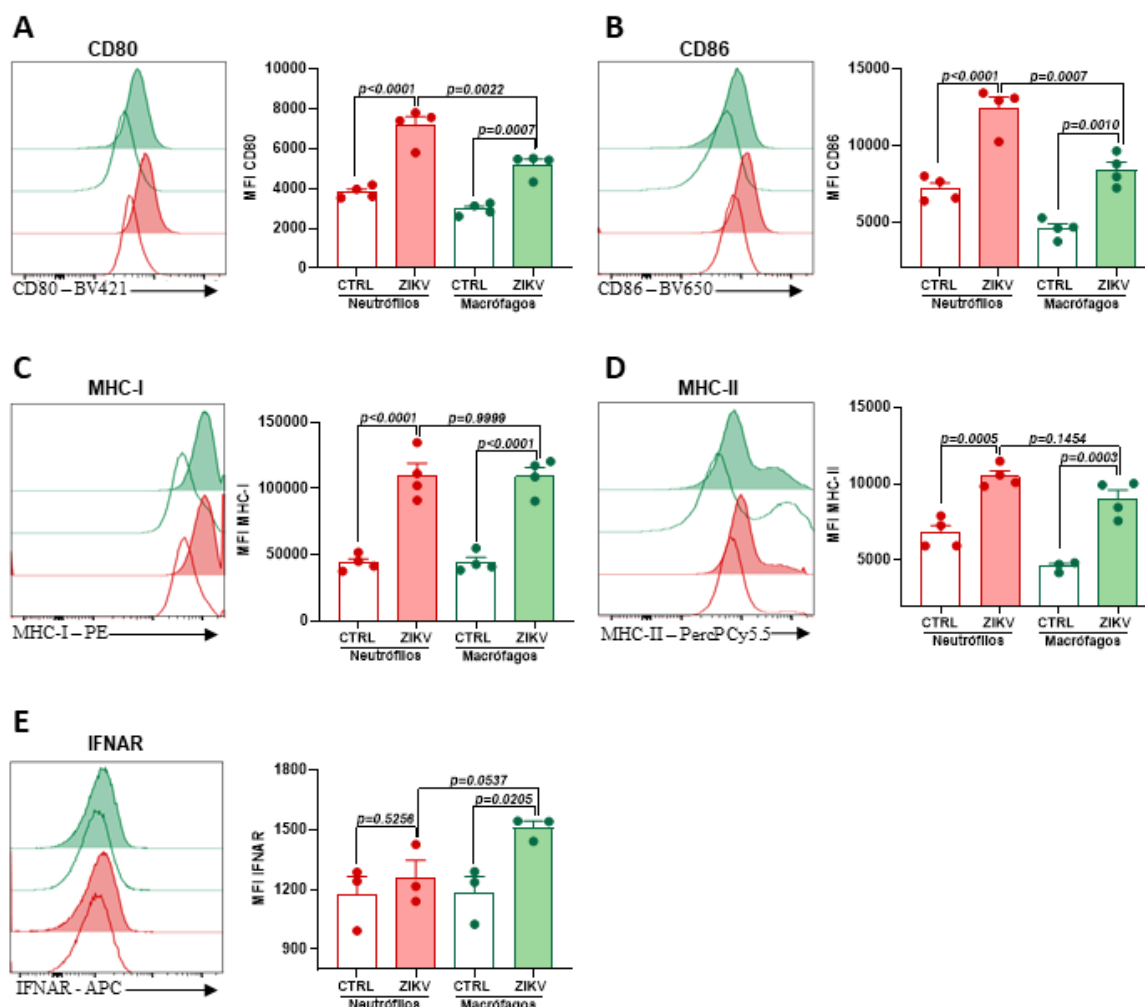 A
CD80
CD80 – BV421
MFI CD80
10000
8000
6000
4000
2000
0
p<0.0001
p=0.0022
p=0.0007
CTRL ZIKV CTRL ZIKV
Neutrófilos Macrófagos
B
CD86
CD86 – BV650
MFI CD86
15000
10000
5000
p<0.0001
p=0.0007
p=0.0010
CTRL ZIKV CTRL ZIKV
Neutrófilos Macrófagos
C
MHC-I
MHC-I – PE
MFI MHC-I
150000
100000
50000
0
p<0.0001
p=0.9999
p<0.0001
CTRL ZIKV CTRL ZIKV
Neutrófilos Macrófagos
D
MHC-II
MHC-II – PercPCy5.5
MFI MHC-II
15000
10000
5000
p=0.0005
p=0.1454
p=0.0003
CTRL ZIKV CTRL ZIKV
Neutrófilos Macrófagos
E
IFNAR
IFNAR - APC
MFI IFNAR
1800
1500
1200
900
p=0.0537
p=0.5256
p=0.0205
CTRL ZIKV CTRL ZIKV
Neutrófilos Macrófagos